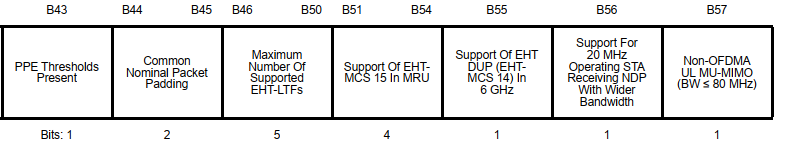 B43 B44 B45 B46 B50 B51 B54 B55 B56 B57
PPE Thresholds
Present
Common
Nominal Packet
Padding
Maximum
Number Of
Supported
EHT-LTFs
Support Of EHT-
MCS 15 In MRU
Support Of EHT
DUP (EHT-
MCS 14) In
6 GHz
Support For
20 MHz
Operating STA
Receiving NDP
With Wider
Bandwidth
Non-OFDMA
UL MU-MIMO
(BW ≤ 80 MHz)
Bits: 1 2 5 4 1 1 1